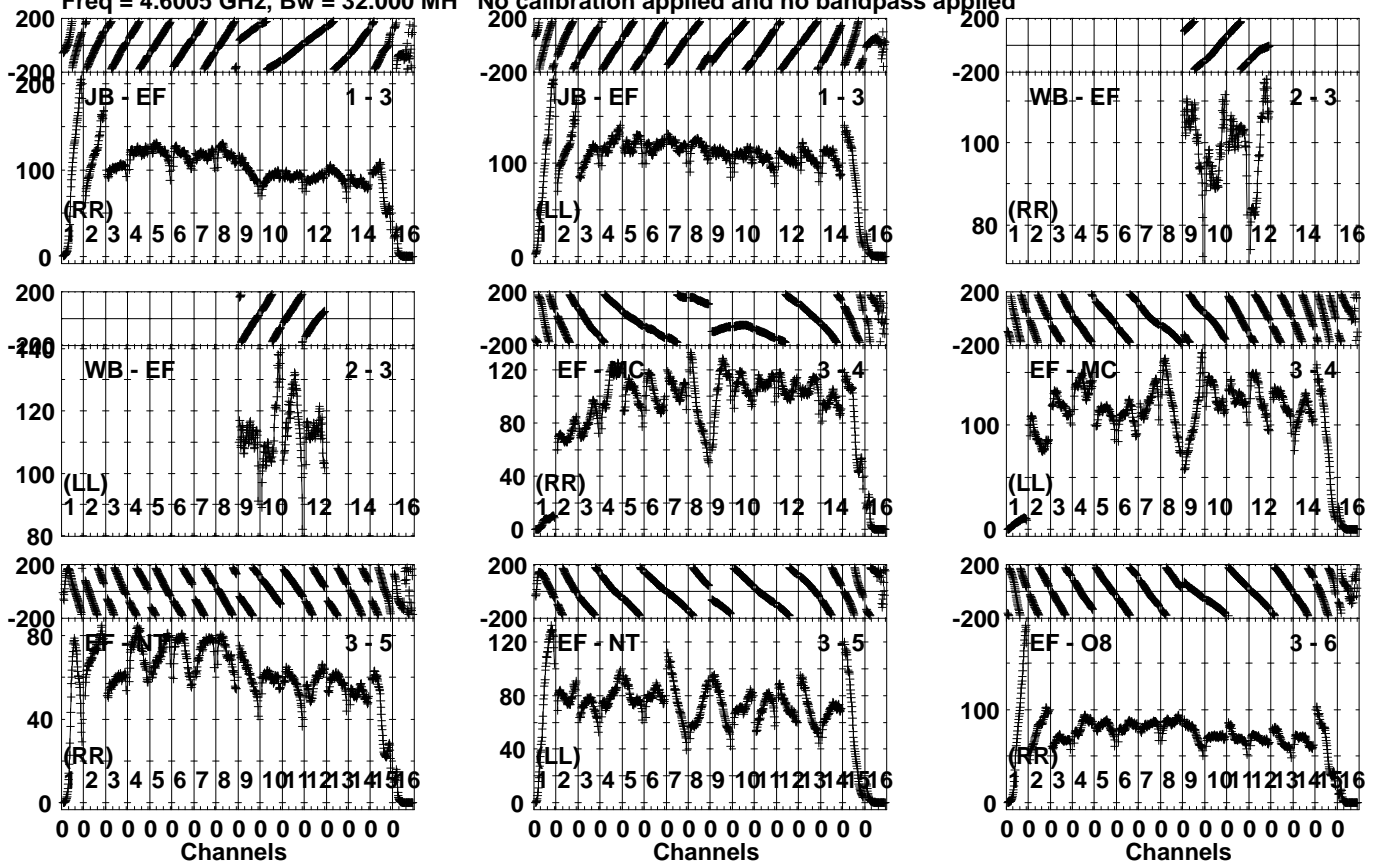 Freq = 4.6005 GHz, Bw = 32.000 MH No calibration applied and no bandpass applied
200 200 200
-200 -200 -200
200
JB - EF 1 - 3 JB - EF 1 - 3 WB - EF 2 - 3
100 100 100
(RR) (LL) (RR)
80
1 2 3 4 5 6 7 8 9 10 12 14 16 1 2 3 4 5 6 7 8 9 10 12 14 16 1 2 3 4 5 6 7 8 9 10 12 14 16
0 0
200 200 200
-200 -200 -200
140
WB - EF 2 - 3 EF - MC 3 - 4 EF - MC 3 - 4
120 120
100 80 100
40
(LL) (RR) (LL)
1 2 3 4 5 6 7 8 9 10 12 14 16 1 2 3 4 5 6 7 8 9 10 12 14 16 1 2 3 4 5 6 7 8 9 10 12 14 16
80 0 0
200 200 200
-200 -200 -200
80 EF - NT 3 - 5 120 EF - NT 3 - 5 EF - O8 3 - 6
80 100
40 40
(RR) (LL) (RR)
1 2 3 4 5 6 7 8 9 10 11 12 13 14 15 16 1 2 3 4 5 6 7 8 9 10 11 12 13 14 15 16 1 2 3 4 5 6 7 8 9 10 11 12 13 14 15 16
0 0 0
0 0 0 0 0 0 0 0 0 0 0 0 0 0 0 0 0 0 0 0 0 0 0 0 0 0 0 0 0 0 0 0 0 0 0 0 0 0 0 0 0 0 0 0 0 0 0 0
Channels Channels Channels